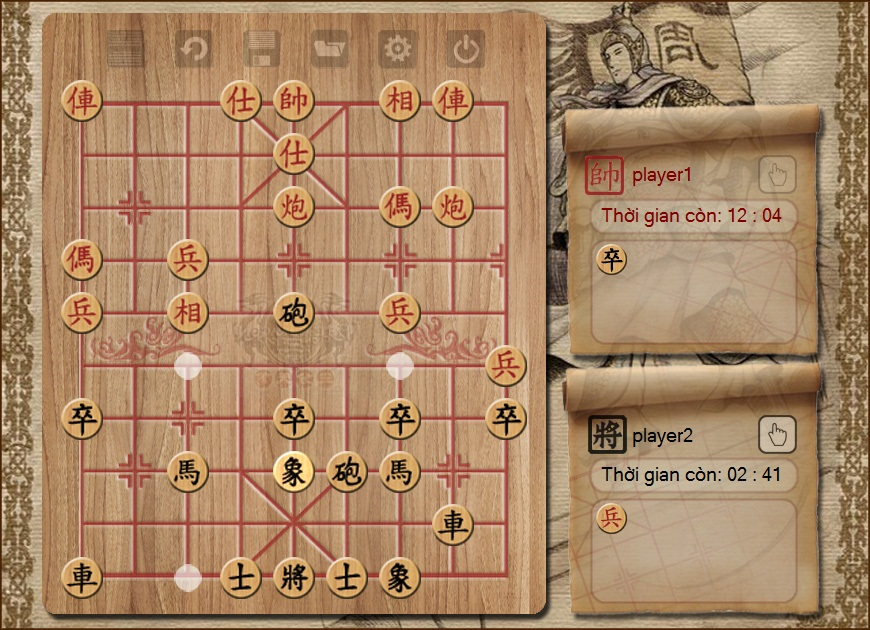 俥 仕 帥 相 俥
仕
炮 傌 炮
傌 兵
兵 相 砲 兵
兵
卒 卒 卒 卒
馬 象 砲 馬
車
車 士 將 士 象
帥 player1
Thời gian còn: 12 : 04
卒
將 player2
Thời gian còn: 02 : 41
兵